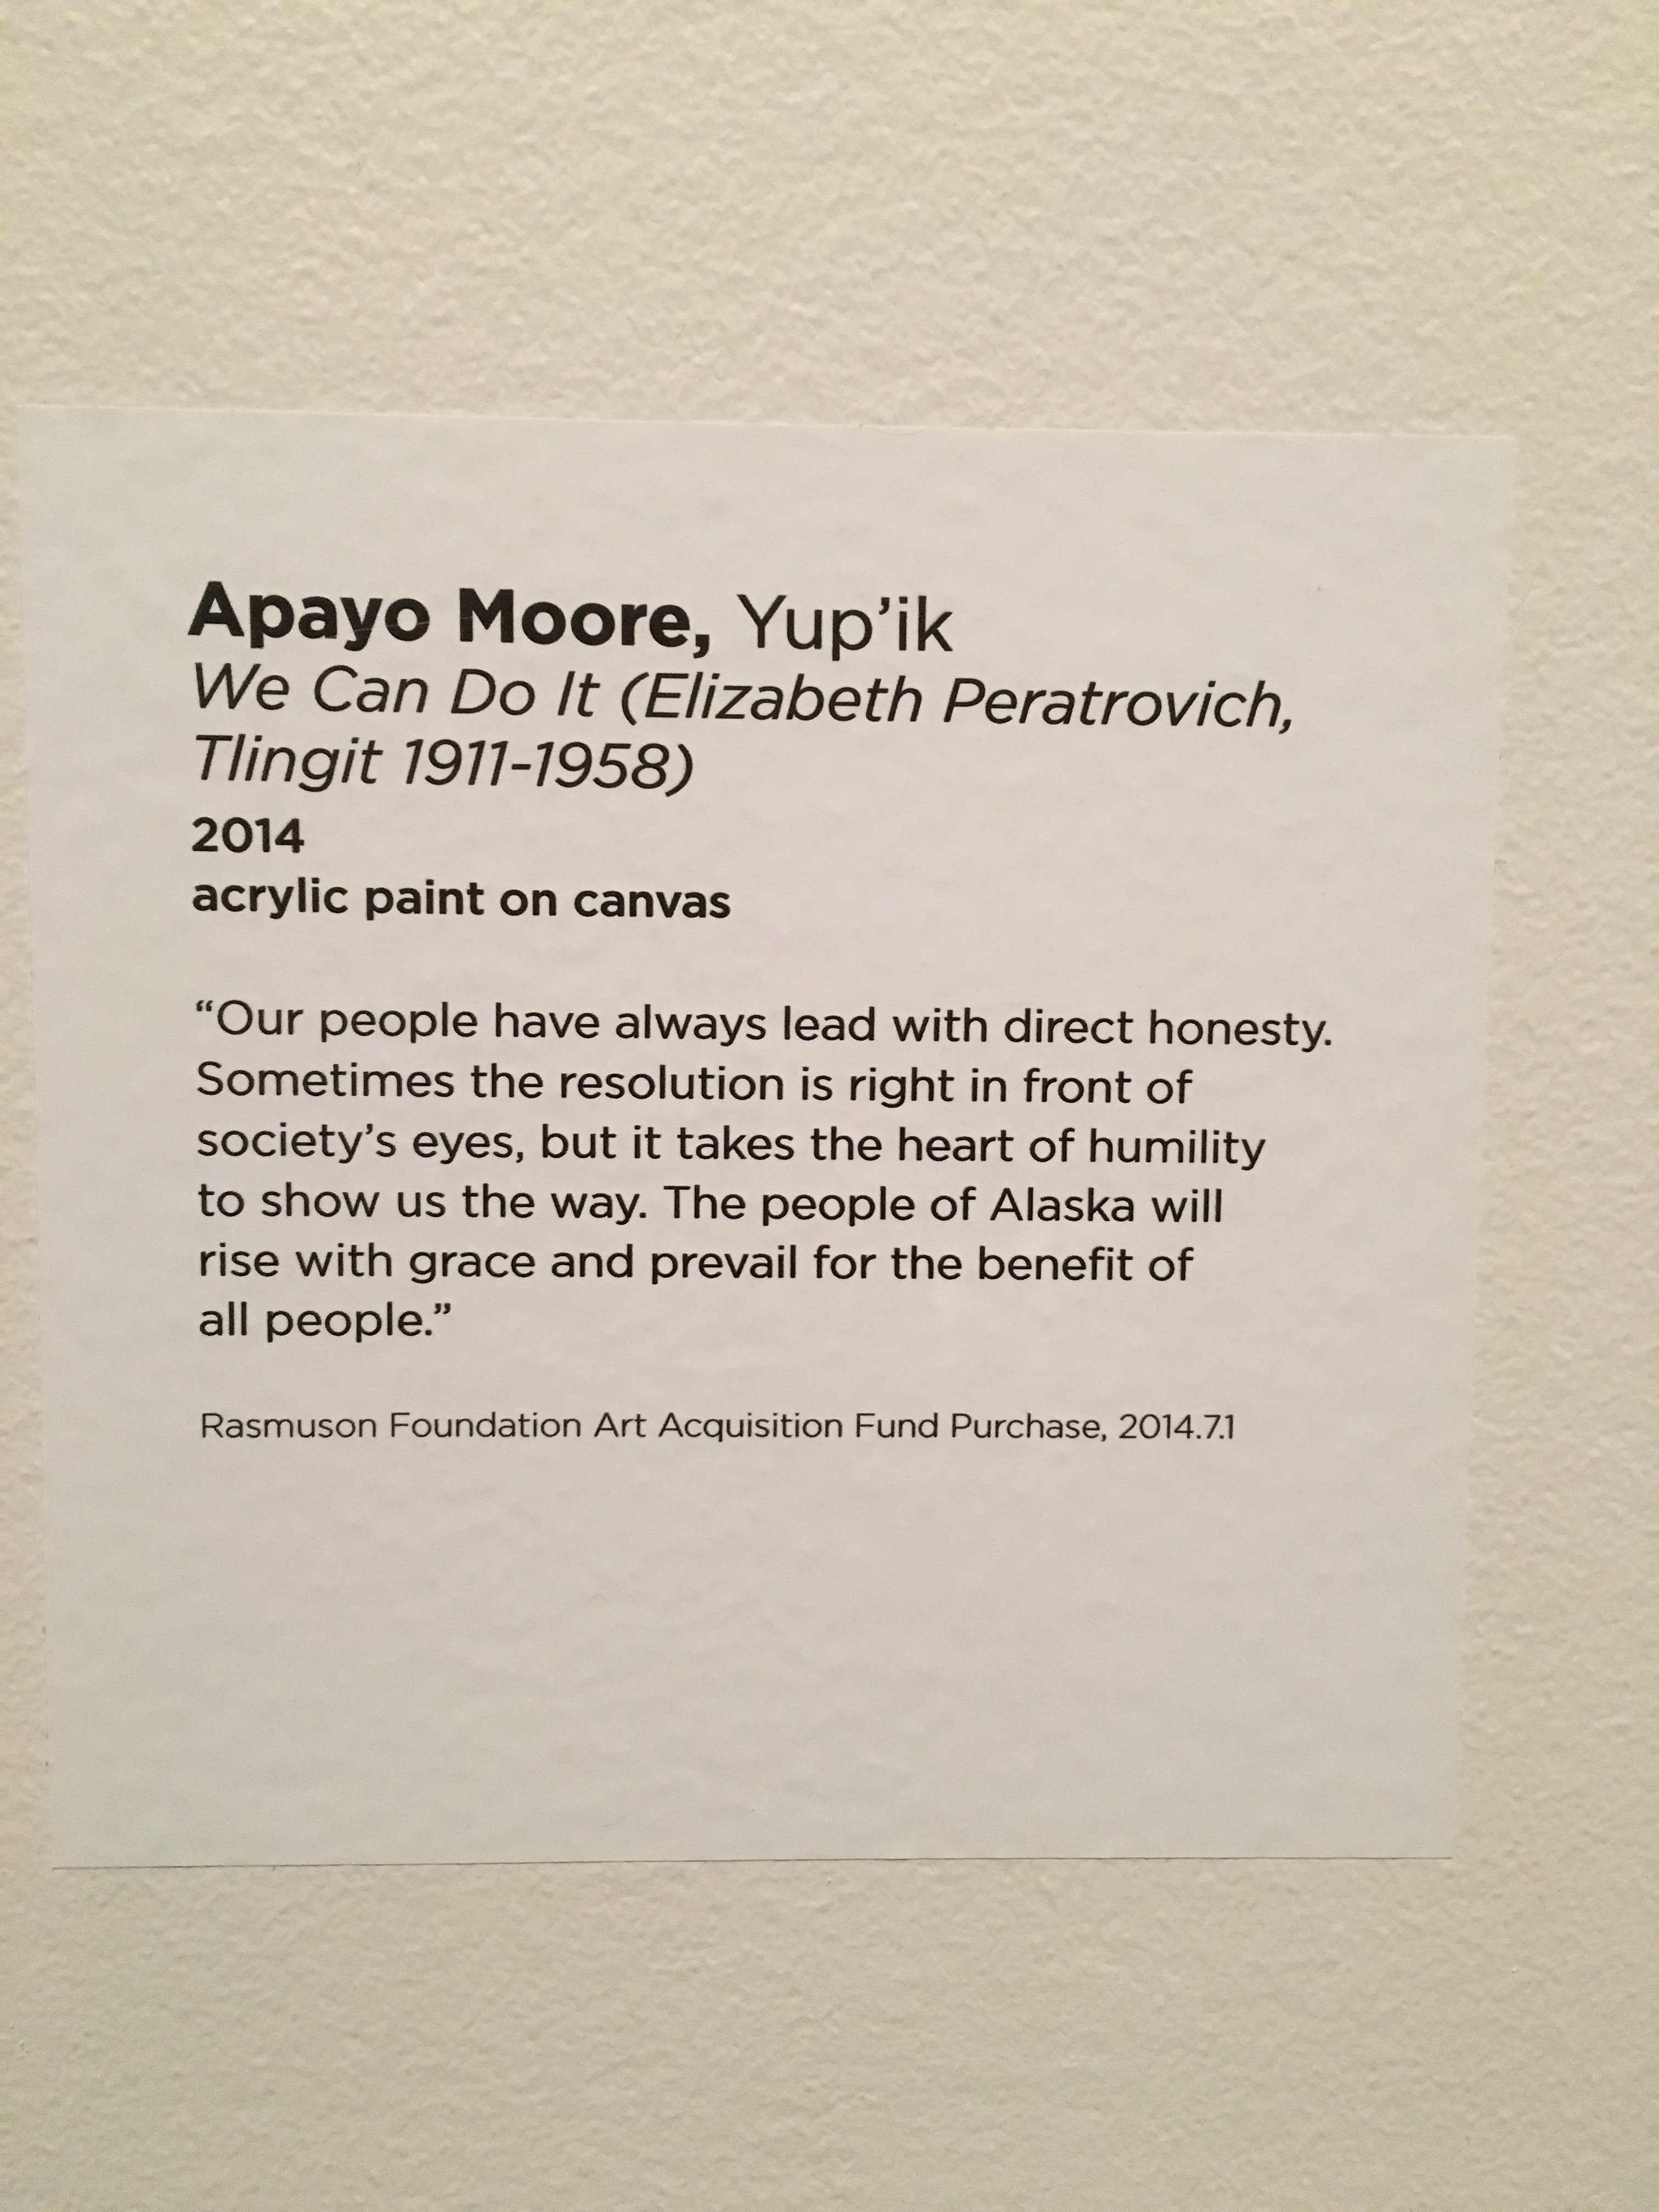 Apayo Moore, Yup’ik
We Can Do It (Elizabeth Peratrovich,
Tlingit 1911-1958)
2014
acrylic paint on canvas
“Our people have always lead with direct honesty.
Sometimes the resolution is right in front of
society’s eyes, but it takes the heart of humility
to show us the way. The people of Alaska will
rise with grace and prevail for the benefit of
all people.”
Rasmuson Foundation Art Acquisition Fund Purchase, 2014.7.1